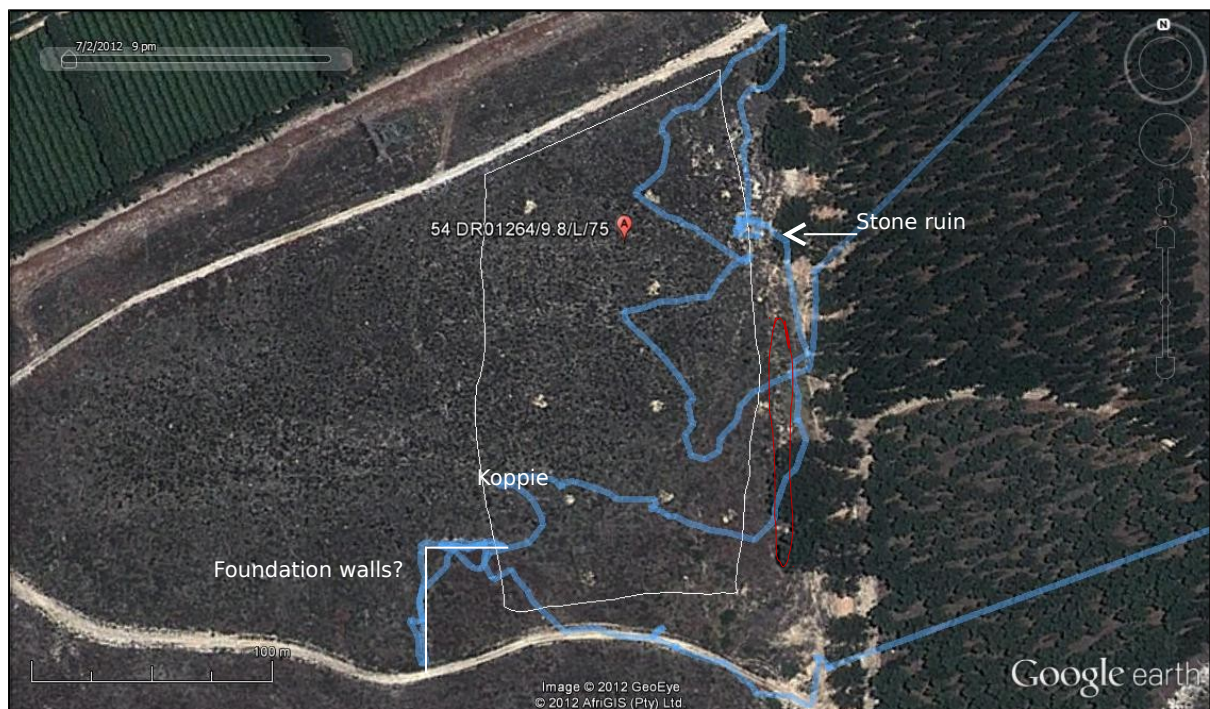 7/2/2012 9 pm
N
54 DR01264/9.8/L/75
A
Stone ruin
Koppie
Foundation walls?
100 m
Image © 2012 GeoEye
© 2012 AfriGIS (Pty) Ltd
Google earth